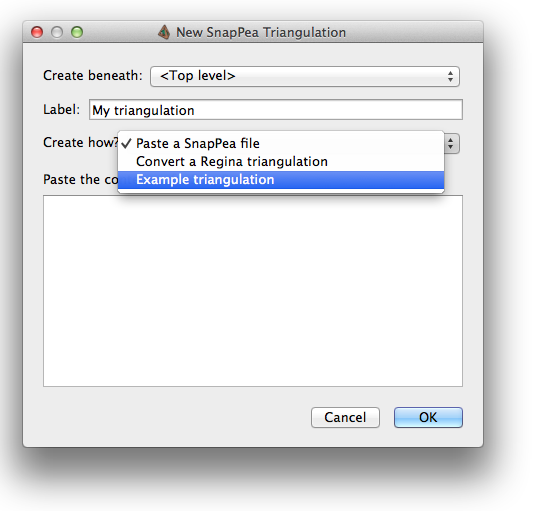 New SnapPea Triangulation
Create beneath: <Top level>
Label: My triangulation
Create how? ✓ Paste a SnapPea file
Convert a Regina triangulation
Example triangulation
Paste the co
Cancel OK